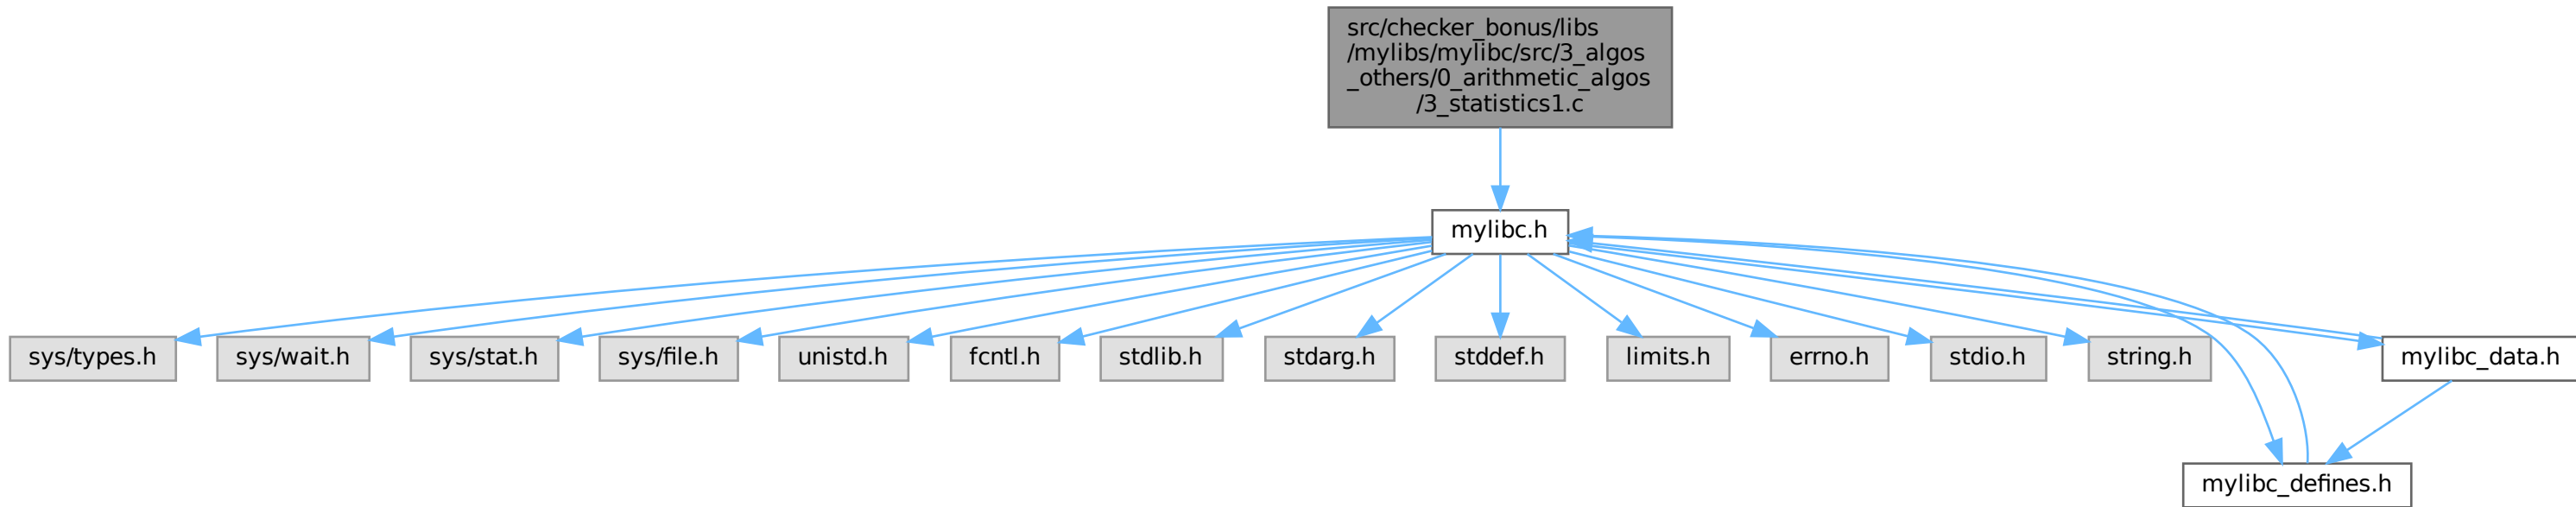 src/checker_bonus/libs
/mylibs/mylibc/src/3_algos
_others/0_arithmetic_algos
/3_statistics1.c
mylibc.h
sys/types.h
sys/wait.h
sys/stat.h
sys/file.h
unistd.h
fcntl.h
stdlib.h
stdarg.h
stddef.h
limits.h
errno.h
stdio.h
string.h
mylibc_data.h
mylibc_defines.h